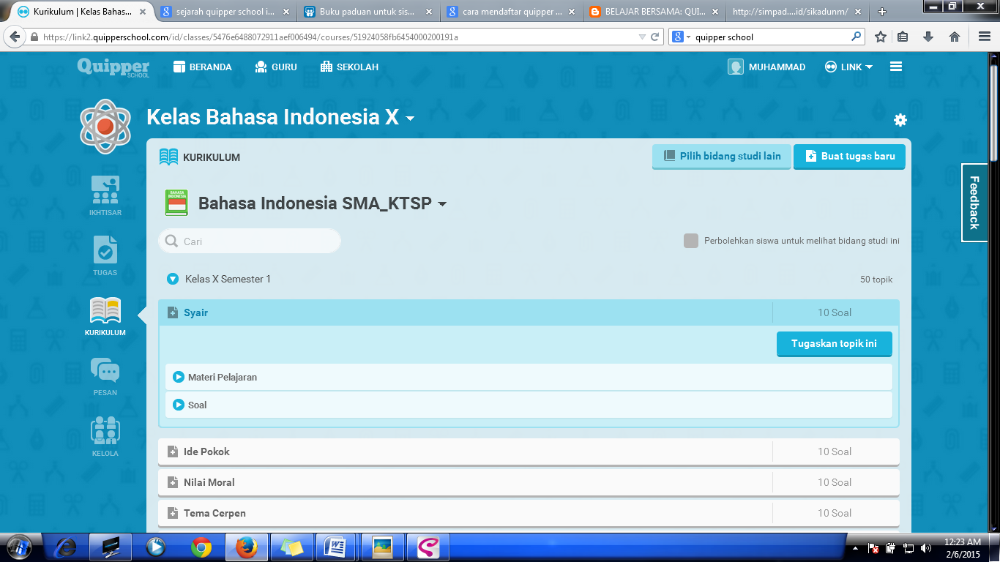 Kurikulum | Kelas Bahas...
sejarah quipper school i...
Buku paduan untuk sis...
cara mendaftar quipper ...
BELAJAR BERSAMA: QUI...
http://simpad....id/sikadunm/
https://link2.quipperschool.com/id/classes/5476e6488072911aef006494/courses/51924058fb6454000200191a
quipper school
Quipper SCHOOL
BERANDA
GURU
SEKOLAH
MUHAMMAD
LINK
Kelas Bahasa Indonesia X
KURIKULUM
Pilih bidang studi lain
Buat tugas baru
Feedback
IKHTISAR
BAHASA INDONESIA
Bahasa Indonesia SMA_KTSP
Cari
Perbolehkan siswa untuk melihat bidang studi ini
TUGAS
Kelas X Semester 1
50 topik
Syair
10 Soal
KURIKULUM
Tugaskan topik ini
Materi Pelajaran
Soal
PESAN
KELOLA
Ide Pokok
10 Soal
Nilai Moral
10 Soal
Tema Cerpen
10 Soal
12:23 AM
2/6/2015